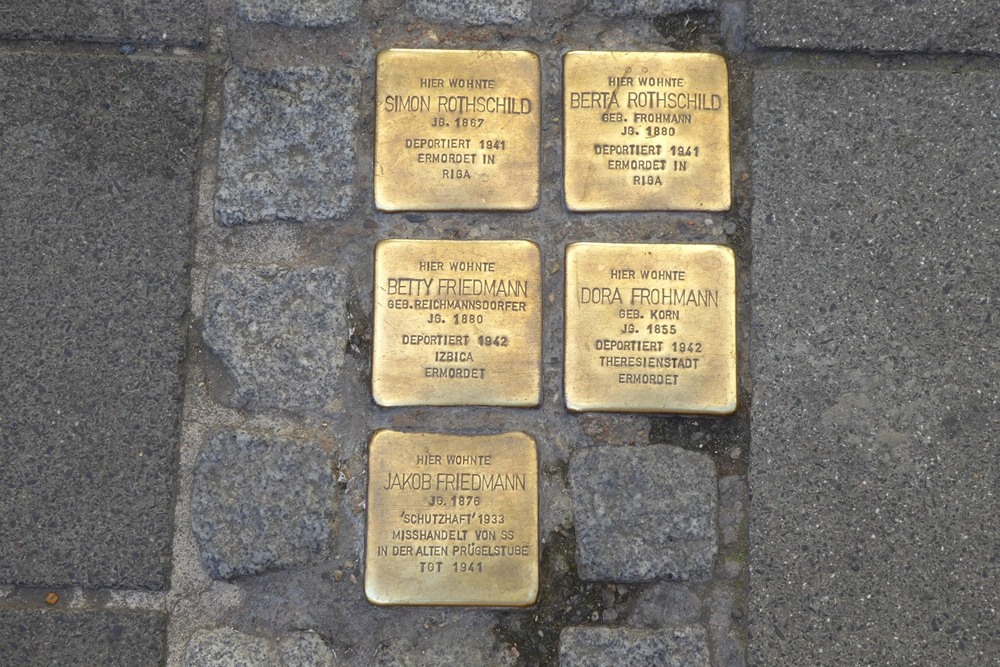 HIER WOHNTE
SIMON ROTHSCHILD
JG. 1867
DEPORTIERT 1941
ERMORDET IN
RIGA
HIER WOHNTE
BERTA ROTHSCHILD
GEB. FROHMANN
JG. 1880
DEPORTIERT 1941
ERMORDET IN
RIGA
HIER WOHNTE
BETTY FRIEDMANN
GEB. REICHMANNSDORFER
JG. 1880
DEPORTIERT 1942
IZBICA
ERMORDET
HIER WOHNTE
DORA FROHMANN
GEB. KORN
JG. 1855
DEPORTIERT 1942
THERESIENSTADT
ERMORDET
HIER WOHNTE
JAKOB FRIEDMANN
JG. 1876
'SCHUTZHAFT' 1933
MISSHANDELT VON SS
IN DER ALTEN PRÜGELSTUBE
TOT 1941